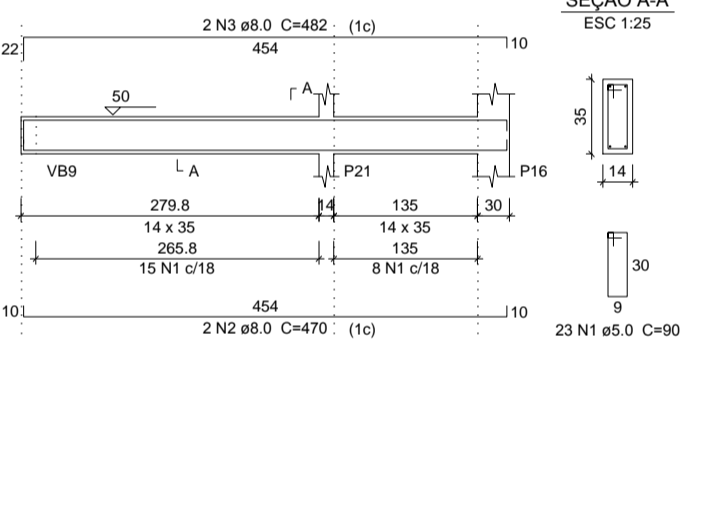 SEÇÃO A-A
ESC 1:25
2 N3 ø8.0 C=482 (1c)
22
454
10
A
50
35
VB9
A
P21
P16
14
279.8
14
135
30
14 x 35
14 x 35
265.8
135
15 N1 c/18
8 N1 c/18
30
9
23 N1 ø5.0 C=90
10
454
10
2 N2 ø8.0 C=470 (1c)